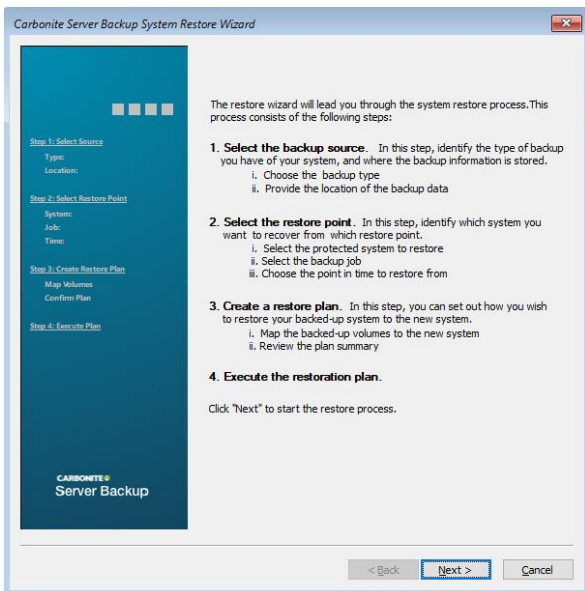 Carbonite Server Backup System Restore Wizard
Step 1: Select Source
Type:
Location:
Step 2: Select Restore Point
System:
Job:
Time:
Step 3: Create Restore Plan
Map Volumes
Confirm Plan
Step 4: Execute Plan
CARBONITE
Server Backup
The restore wizard will lead you through the system restore process.This
process consists of the following steps:
1. Select the backup source. In this step, identify the type of backup
you have of your system, and where the backup information is stored.
i. Choose the backup type
ii. Provide the location of the backup data
2. Select the restore point. In this step, identify which system you
want to recover from which restore point.
i. Select the protected system to restore
ii. Select the backup job
iii. Choose the point in time to restore from
3. Create a restore plan. In this step, you can set out how you wish
to restore your backed-up system to the new system.
i. Map the backed-up volumes to the new system
ii. Review the plan summary
4. Execute the restoration plan.
Click "Next" to start the restore process.
< Back
Next >
Cancel